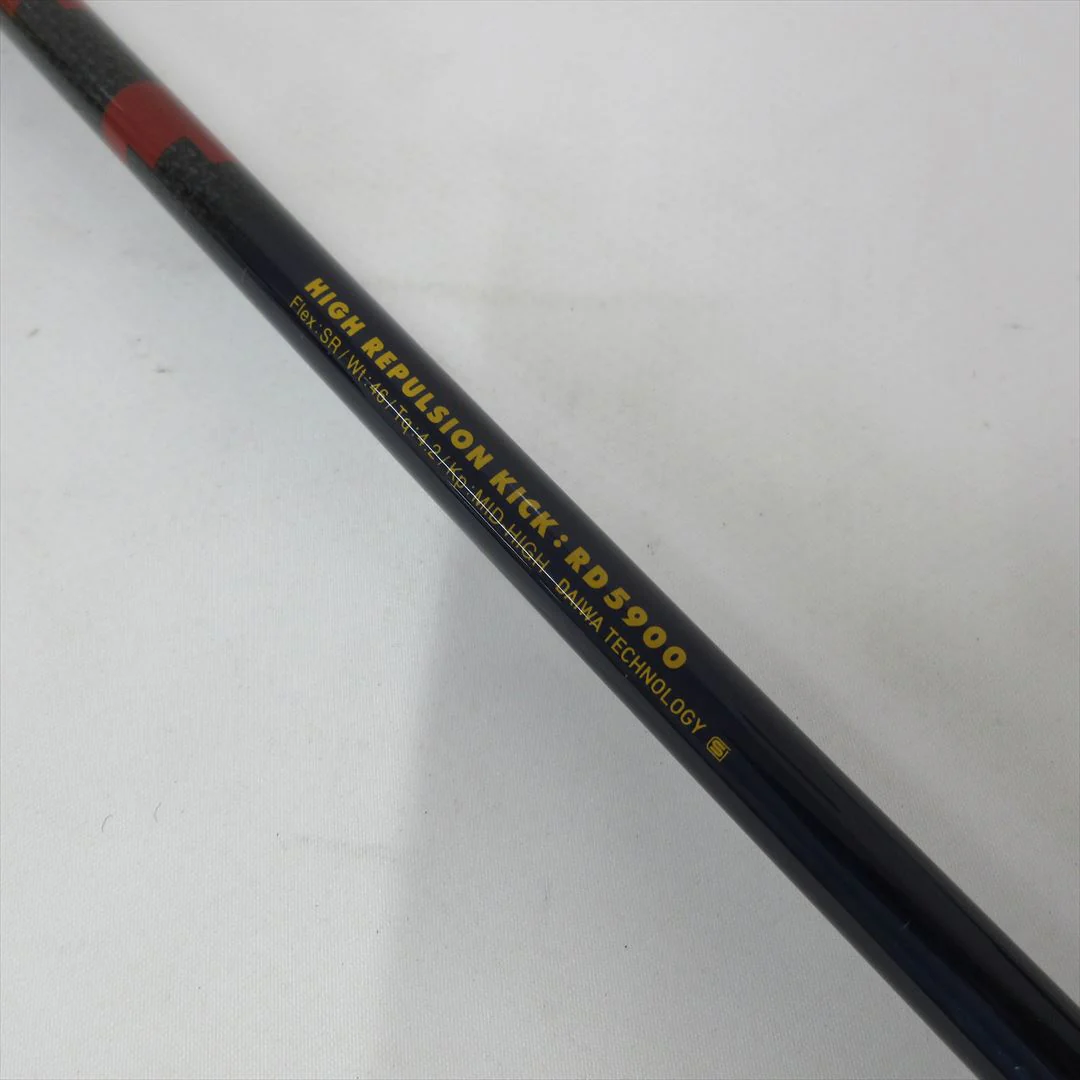 HIGH REPULSION KICK: RD5900
Flex:SR/Wt:46/Tq:4.2/Kp:MID HIGH DAIWA TECHNOLOGY S